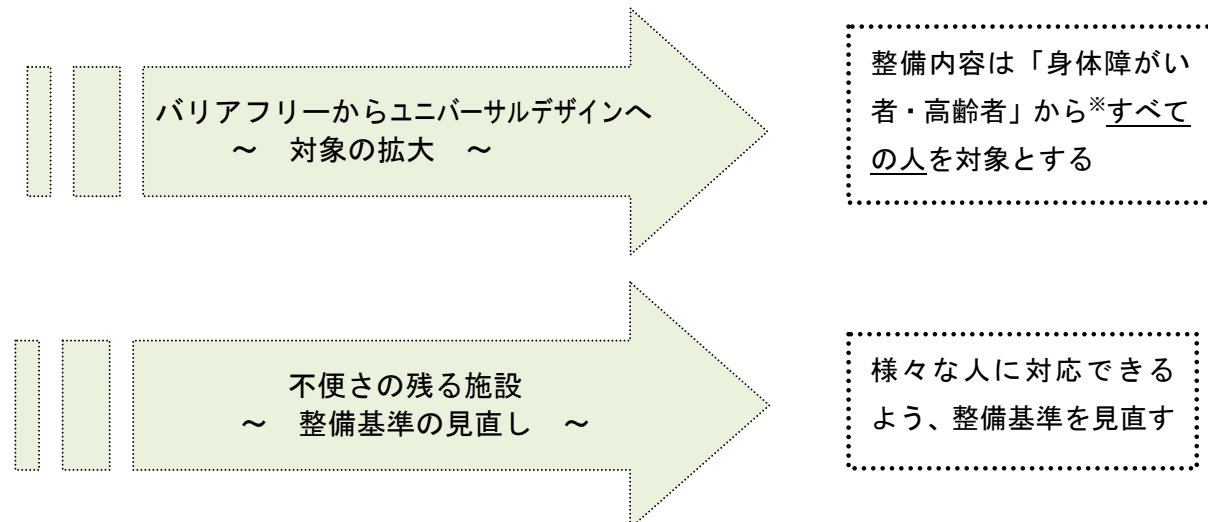 バリアフリーからユニバーサルデザインへ
～　対象の拡大　～
整備内容は「身体障がい
者・高齢者」から※すべて
の人を対象とする
不便さの残る施設
～　整備基準の見直し　～
様々な人に対応できる
よう、整備基準を見直す